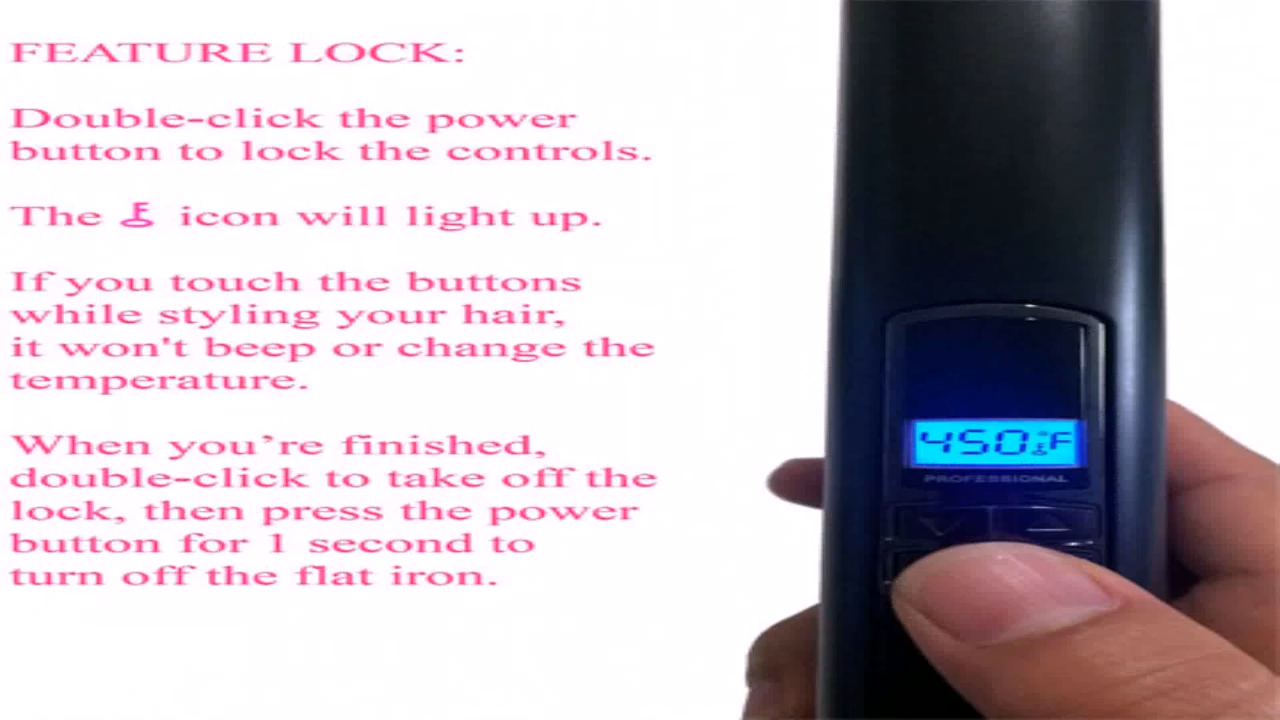 FEATURE LOCK:
Double-click the power
button to lock the controls.
The icon will light up.
If you touch the buttons
while styling your hair,
it won't beep or change the
temperature.
When you’re finished,
double-click to take off the
lock, then press the power
button for 1 second to
turn off the flat iron.
450°F
PROFESSIONAL